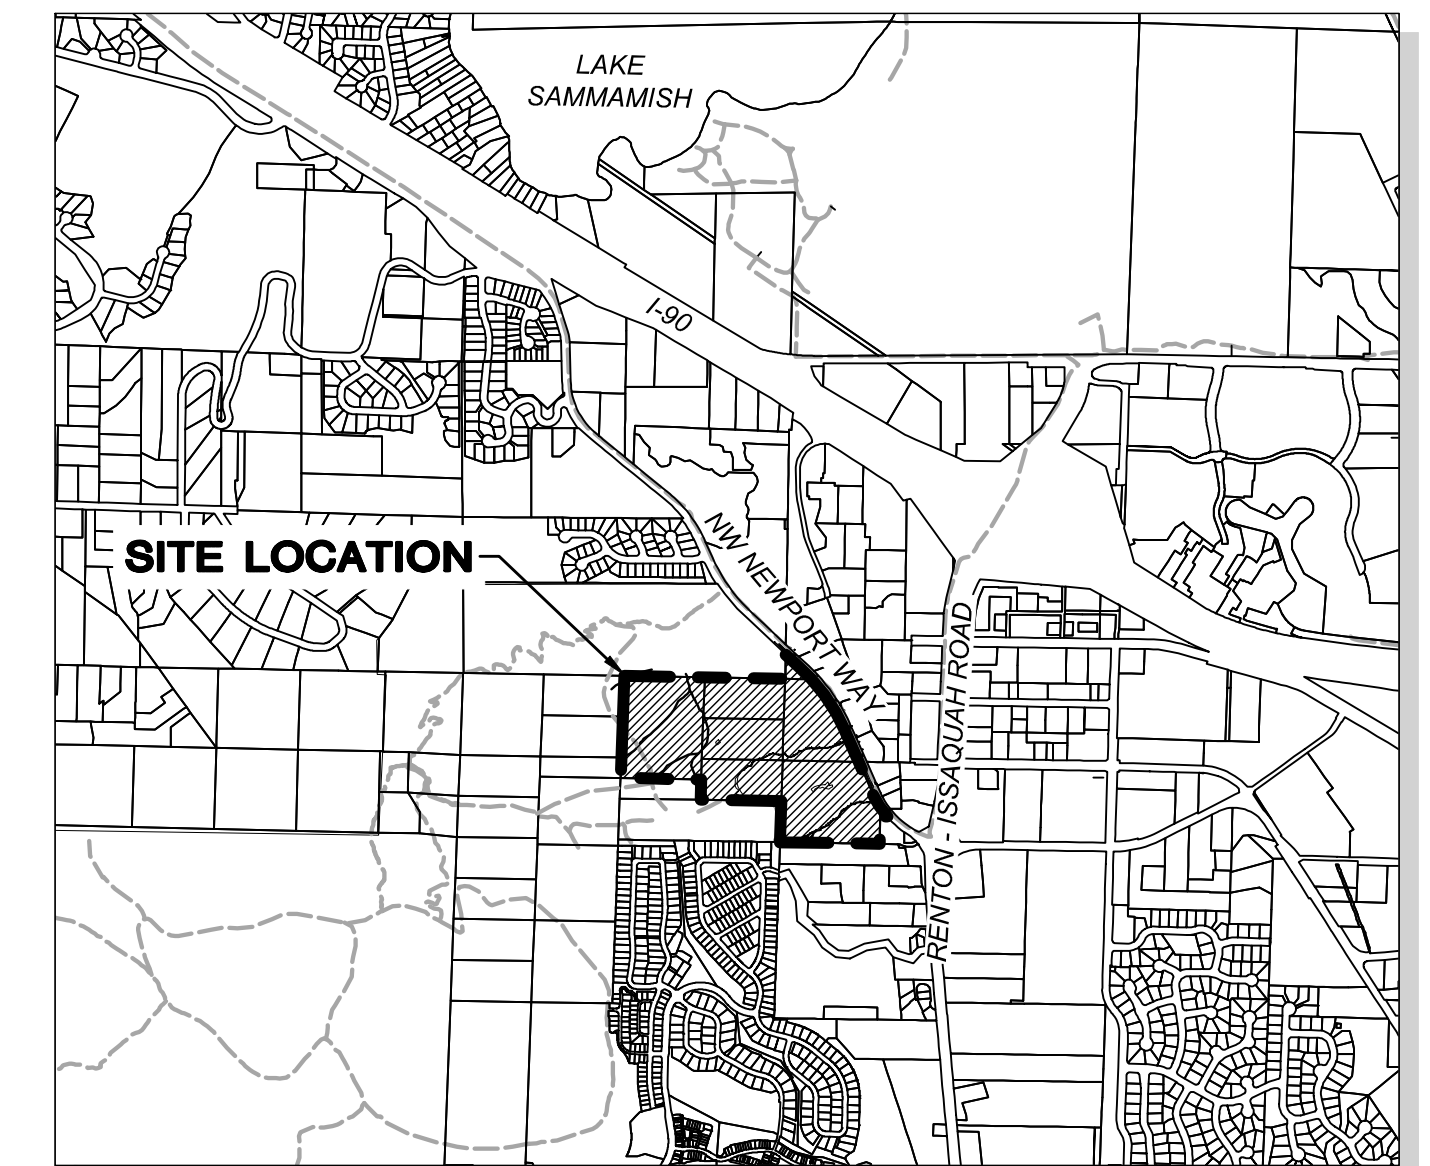 LAKE
SAMMAMISH
I-90
NW NEWPORT WAY
SITE LOCATION
RENTON - ISSAQUAH ROAD